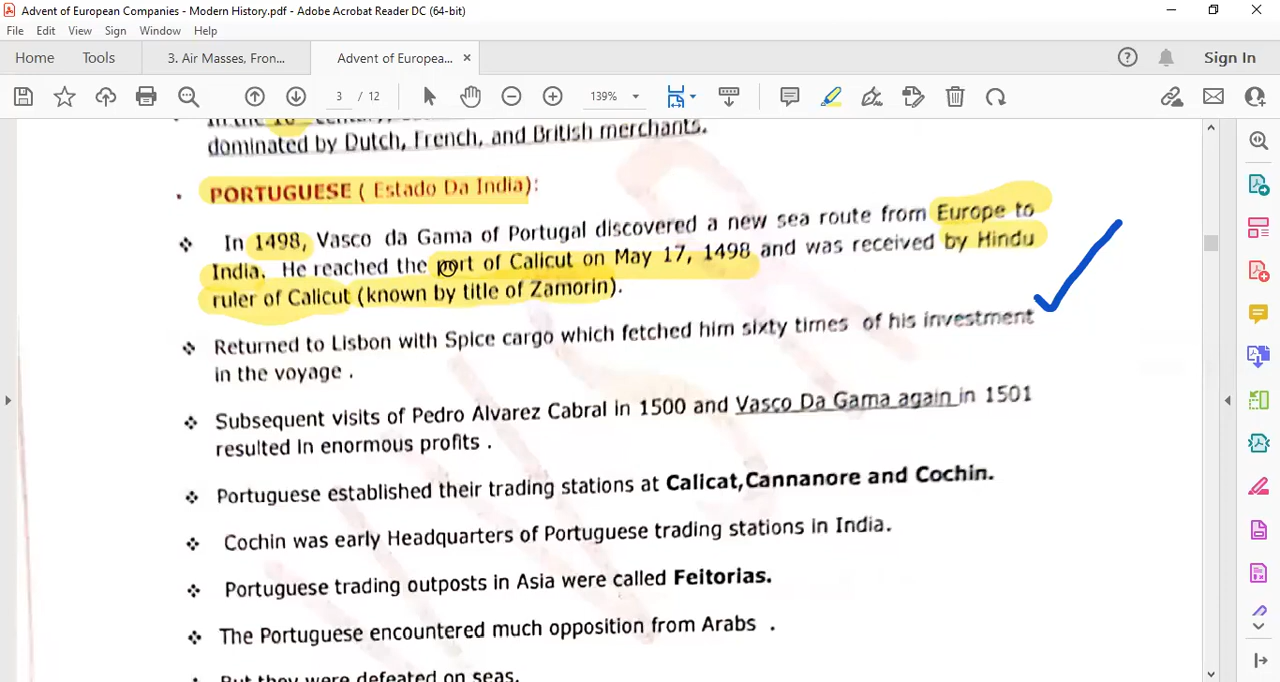 Advent of European Companies - Modern History.pdf - Adobe Acrobat Reader DC (64-bit)
File Edit View Sign Window Help
Home Tools 3. Air Masses, Fron... Advent of Europea... × Sign In
3 / 12 139%
In the
dominated by Dutch, French, and British merchants.
PORTUGUESE ( Estado Da India):
In 1498, Vasco da Gama of Portugal discovered a new sea route from Europe to
India. He reached the port of Calicut on May 17, 1498 and was received by Hindu
ruler of Calicut (known by title of Zamorin).
Returned to Lisbon with Spice cargo which fetched him sixty times of his investment
in the voyage .
Subsequent visits of Pedro Alvarez Cabral in 1500 and Vasco Da Gama again in 1501
resulted in enormous profits .
Portuguese established their trading stations at Calicat,Cannanore and Cochin.
Cochin was early Headquarters of Portuguese trading stations in India.
Portuguese trading outposts in Asia were called Feitorias.
The Portuguese encountered much opposition from Arabs .
But they were defeated on seas.